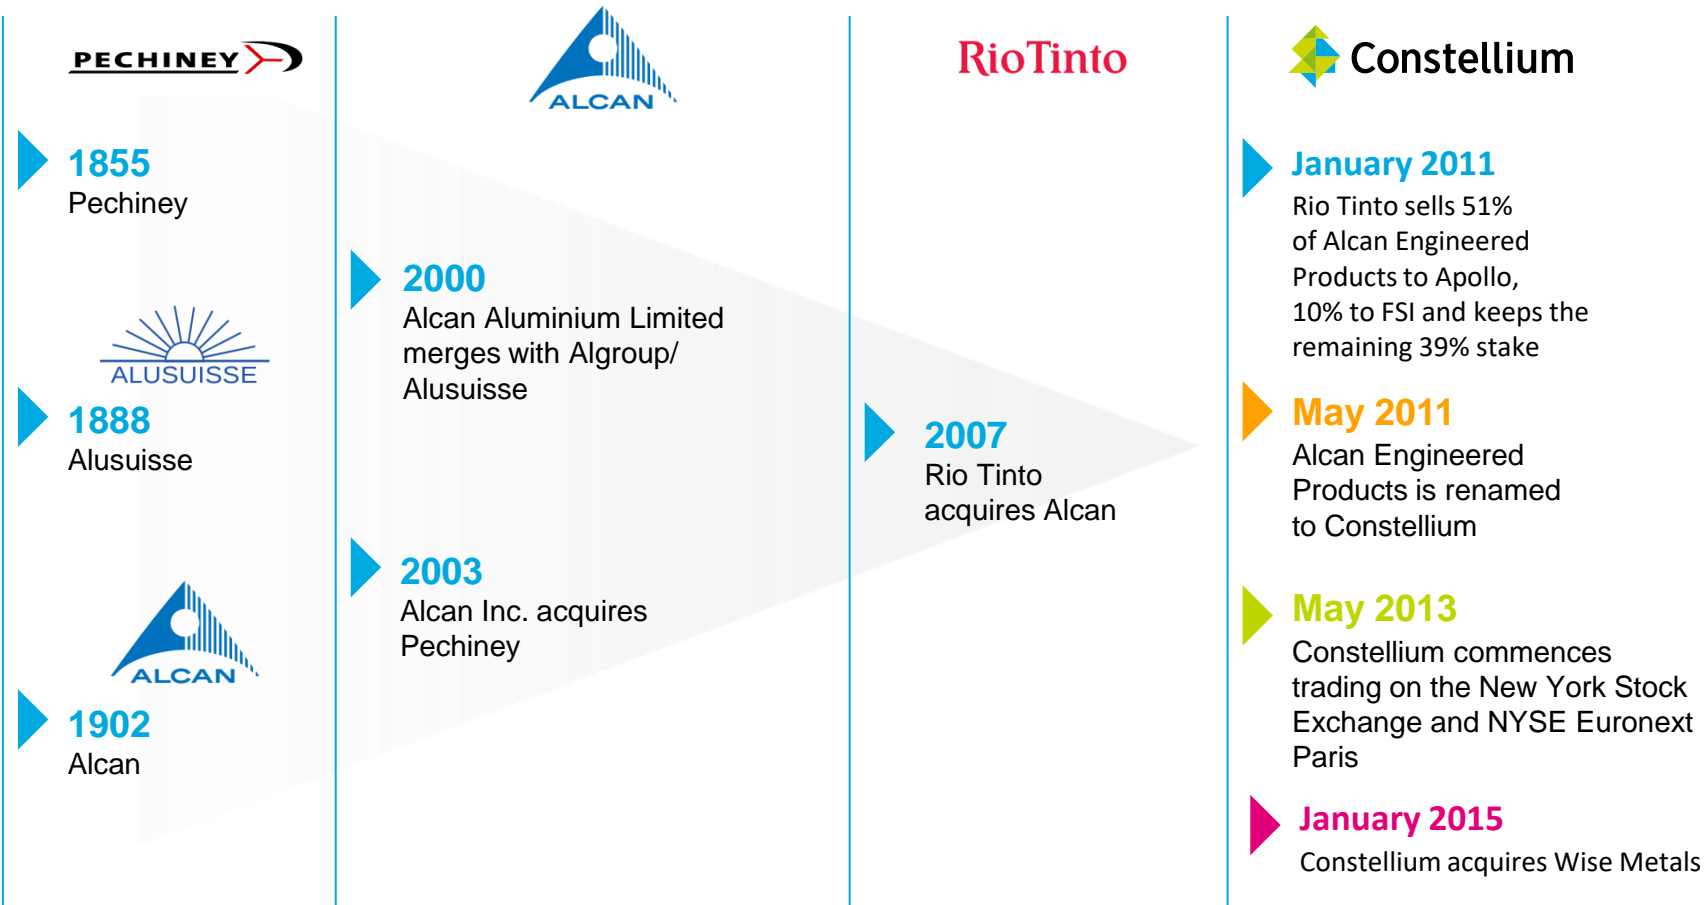 PECHINEY
1855
Pechiney
ALUSUISSE
1888
Alusuisse
ALCAN
1902
Alcan
ALCAN
2000
Alcan Aluminium Limited
merges with Algroup/
Alusuisse
2003
Alcan Inc. acquires
Pechiney
RioTinto
2007
Rio Tinto
acquires Alcan
Constellium
January 2011
Rio Tinto sells 51%
of Alcan Engineered
Products to Apollo,
10% to FSI and keeps the
remaining 39% stake
May 2011
Alcan Engineered
Products is renamed
to Constellium
May 2013
Constellium commences
trading on the New York Stock
Exchange and NYSE Euronext
Paris
January 2015
Constellium acquires Wise Metals